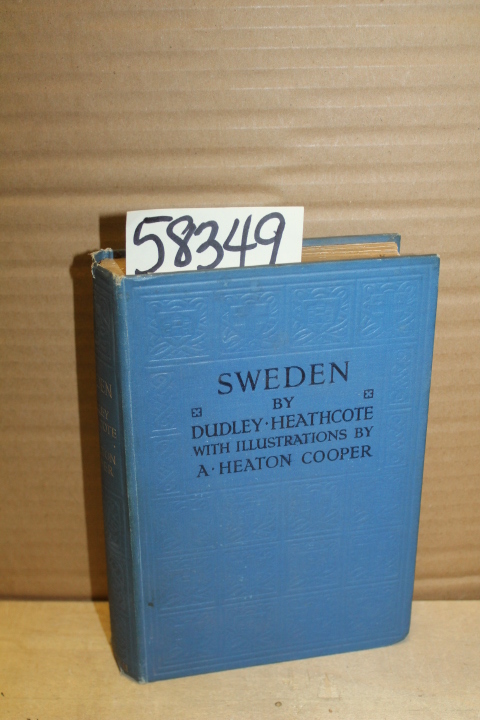 58349
SWEDEN
BY
DUDLEY·HEATHCOTE
WITH ILLUSTRATIONS BY
A·HEATON COOPER